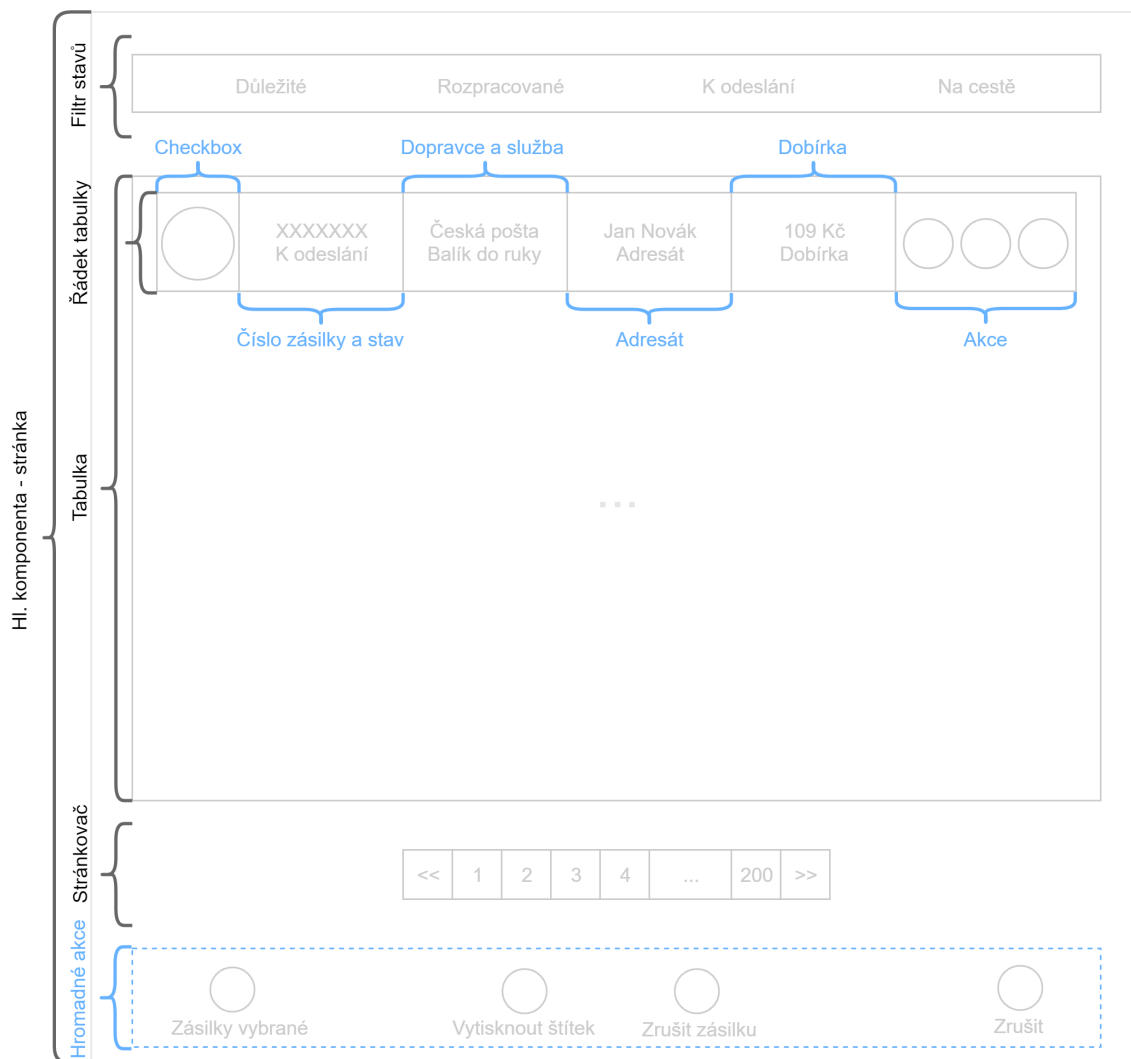 Hl. komponenta - stránka
Filtr stavů
Důležité
Rozpracované
K odeslání
Na cestě
Checkbox
Dopravce a služba
Dobírka
Řádek tabulky
XXXXXXX
K odeslání
Česká pošta
Balík do ruky
Jan Novák
Adresát
109 Kč
Dobírka
Číslo zásilky a stav
Adresát
Akce
Tabulka
...
Stránkovač
<<
1
2
3
4
...
200
>>
Hromadné akce
Zásilky vybrané
Vytisknout štítek
Zrušit zásilku
Zrušit